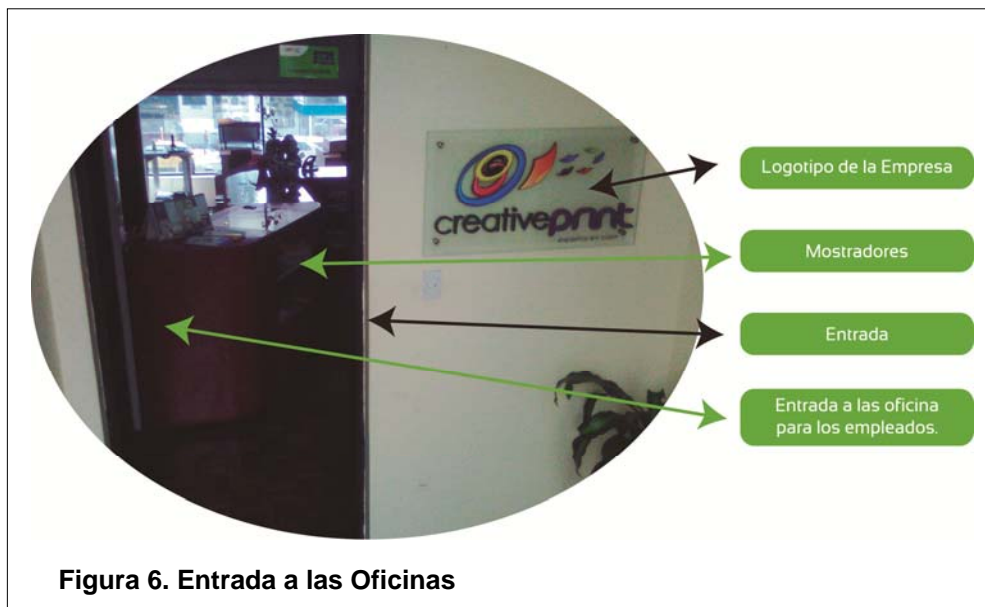 creativeprint
Logotipo de la Empresa
Mostradores
Entrada
Entrada a las oficina
para los empleados.
Figura 6. Entrada a las Oficinas